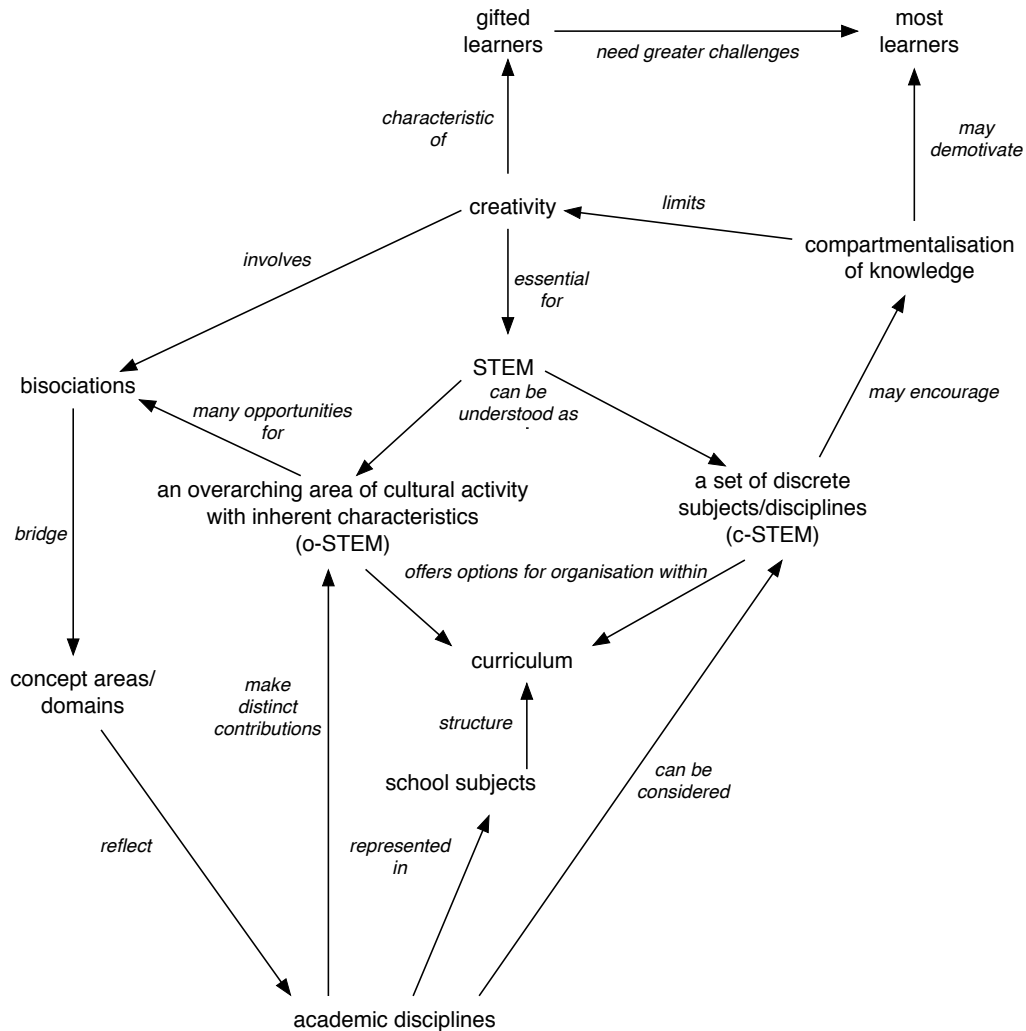 gifted
learners
need greater challenges
most
learners
characteristic
of
may
demotivate
creativity
limits
compartmentalisation
of knowledge
involves
essential
for
STEM
can be
understood as
bisociations
many opportunities
for
may encourage
an overarching area of cultural activity
with inherent characteristics
(o-STEM)
a set of discrete
subjects/disciplines
(c-STEM)
bridge
offers options for organisation within
curriculum
concept areas/
domains
make
distinct
contributions
structure
school subjects
can be
considered
reflect
represented
in
academic disciplines